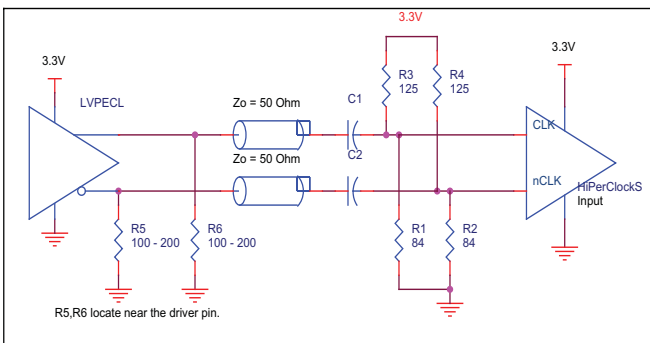 3.3V
3.3V
3.3V
LVPECL
R3
125
R4
125
Zo = 50 Ohm
C1
CLK
Zo = 50 Ohm
C2
nCLK
HiPerClockS
Input
R5
100 - 200
R6
100 - 200
R1
84
R2
84
R5,R6 locate near the driver pin.